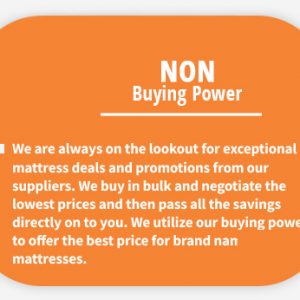 NON
Buying Power
We are always on the lookout for exceptional
mattress deals and promotions from our
suppliers. We buy in bulk and negotiate the
lowest prices and then pass all the savings
directly on to you. We utilize our buying powe
to offer the best price for brand nan
mattresses.